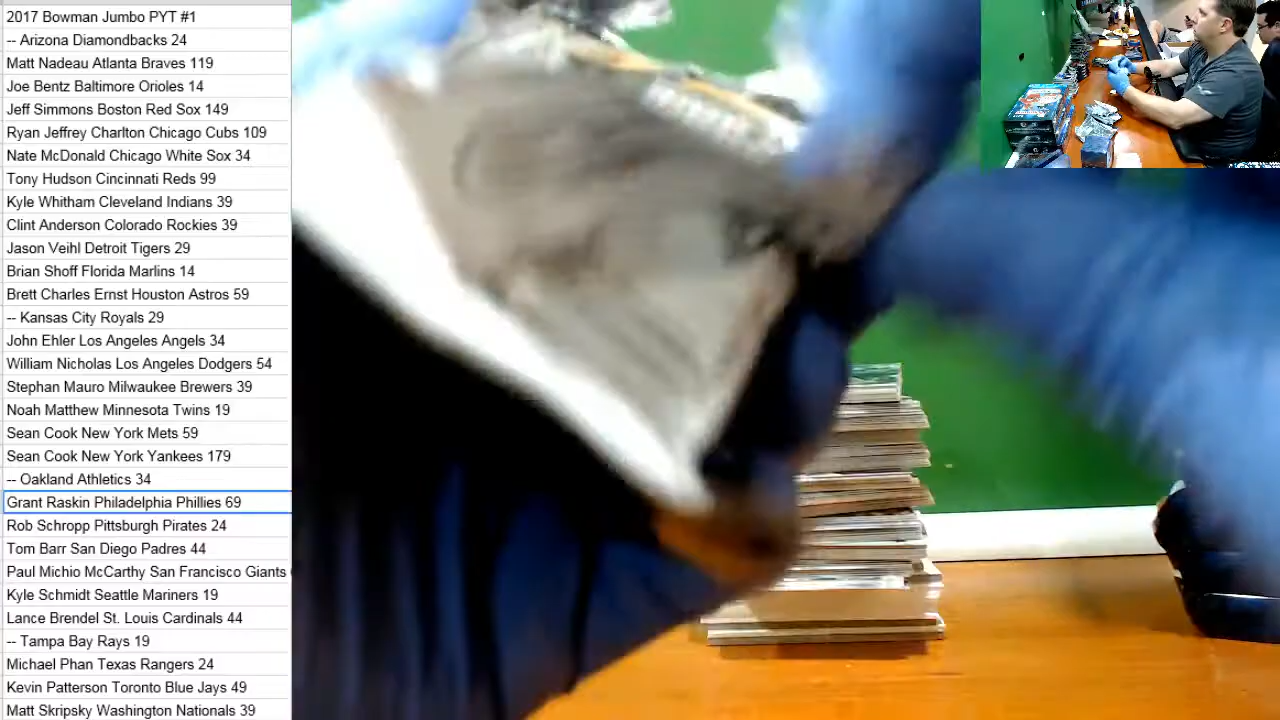 2017 Bowman Jumbo PYT #1
-- Arizona Diamondbacks 24
Matt Nadeau Atlanta Braves 119
Joe Bentz Baltimore Orioles 14
Jeff Simmons Boston Red Sox 149
Ryan Jeffrey Charlton Chicago Cubs 109
Nate McDonald Chicago White Sox 34
Tony Hudson Cincinnati Reds 99
Kyle Whitham Cleveland Indians 39
Clint Anderson Colorado Rockies 39
Jason Veihl Detroit Tigers 29
Brian Shoff Florida Marlins 14
Brett Charles Ernst Houston Astros 59
-- Kansas City Royals 29
John Ehler Los Angeles Angels 34
William Nicholas Los Angeles Dodgers 54
Stephan Mauro Milwaukee Brewers 39
Noah Matthew Minnesota Twins 19
Sean Cook New York Mets 59
Sean Cook New York Yankees 179
-- Oakland Athletics 34
Grant Raskin Philadelphia Phillies 69
Rob Schropp Pittsburgh Pirates 24
Tom Barr San Diego Padres 44
Paul Michio McCarthy San Francisco Giants
Kyle Schmidt Seattle Mariners 19
Lance Brendel St. Louis Cardinals 44
-- Tampa Bay Rays 19
Michael Phan Texas Rangers 24
Kevin Patterson Toronto Blue Jays 49
Matt Skripsky Washington Nationals 39